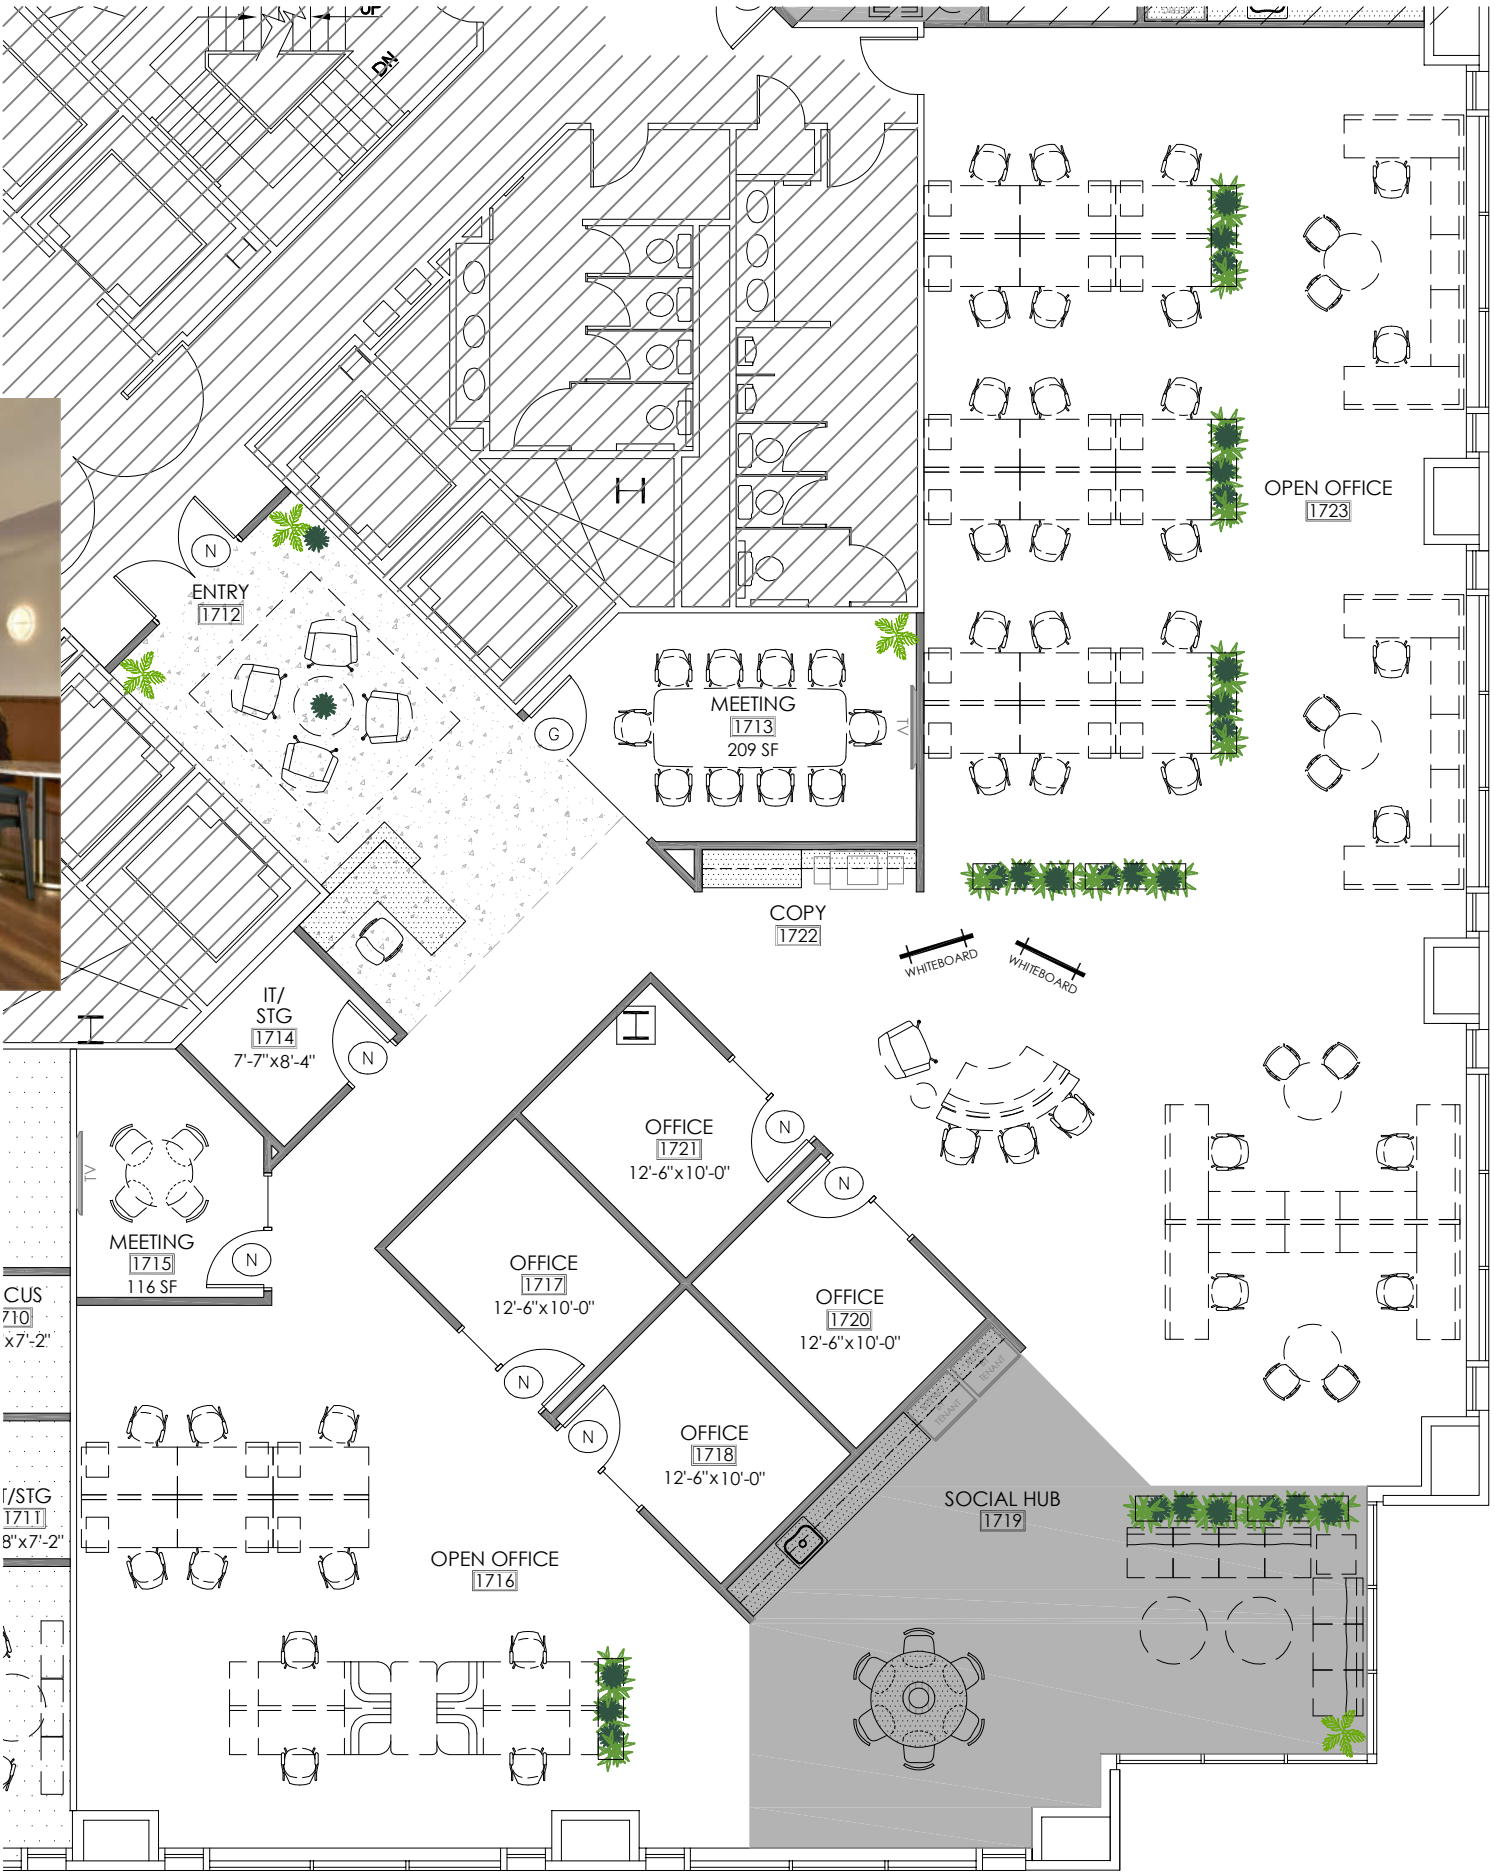 UP
DN
H
OPEN OFFICE
1723
N
ENTRY
1712
G
MEETING
1713
209 SF
TV
COPY
1722
WHITEBOARD
WHITEBOARD
IT/
STG
1714
7'-7"x8'-4"
N
OFFICE
1721
12'-6"x10'-0"
N
N
TV
MEETING
1715
116 SF
N
OFFICE
1717
12'-6"x10'-0"
N
OFFICE
1720
12'-6"x10'-0"
CUS
710
x7'-2"
TENANT
TENANT
N
OFFICE
1718
12'-6"x10'-0"
T/STG
1711
8"x7'-2"
SOCIAL HUB
1719
OPEN OFFICE
1716